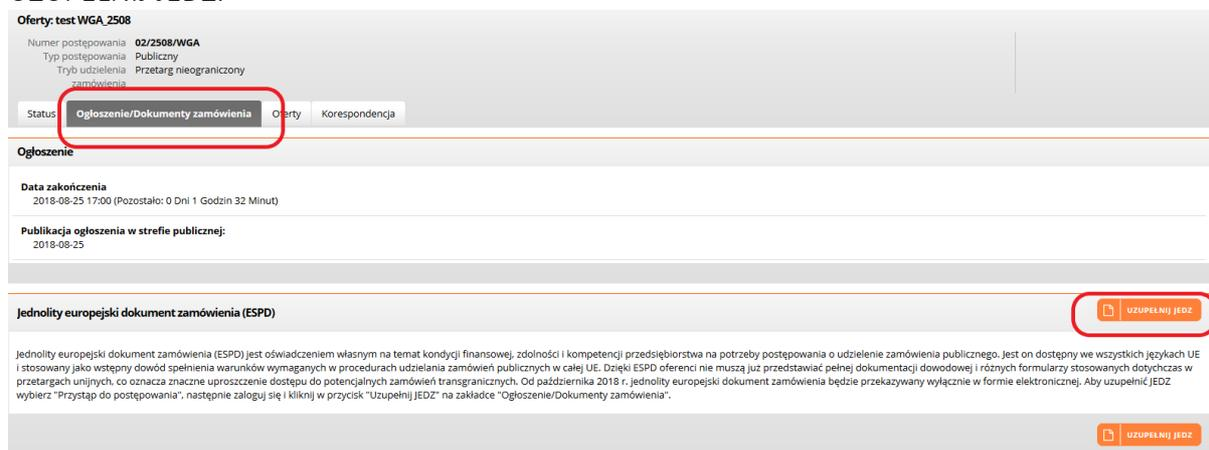 Oferty: test WGA_2508
Numer postępowania 02/2508/WGA
Typ postępowania Publiczny
Tryb udzielenia zamówienia Przetarg nieograniczony
Status Ogłoszenie/Dokumenty zamówienia Oferty Korespondencja
Ogłoszenie
Data zakończenia
2018-08-25 17:00 (Pozostało: 0 Dni 1 Godzin 32 Minut)
Publikacja ogłoszenia w strefie publicznej:
2018-08-25
Jednolity europejski dokument zamówienia (ESPD) UZUPEŁNIJ JEDZ
Jednolity europejski dokument zamówienia (ESPD) jest oświadczeniem własnym na temat kondycji finansowej, zdolności i kompetencji przedsiębiorstwa na potrzeby postępowania o udzielenie zamówienia publicznego. Jest on dostępny we wszystkich językach UE
i stosowany jako wstępny dowód spełnienia warunków wymaganych w procedurach udzielania zamówień publicznych w całej UE. Dzięki ESPD oferenci nie muszą już przedstawiać pełnej dokumentacji dowodowej i różnych formularzy stosowanych dotychczas w
przetargach unijnych, co oznacza znaczne uproszczenie dostępu do potencjalnych zamówień transgranicznych. Od października 2018 r. jednolity europejski dokument zamówienia będzie przekazywany wyłącznie w formie elektronicznej. Aby uzupełnić JEDZ
wybierz "Przystąp do postępowania", następnie zaloguj się i kliknij w przycisk "Uzupełnij JEDZ" na zakładce "Ogłoszenie/Dokumenty zamówienia".
UZUPEŁNIJ JEDZ